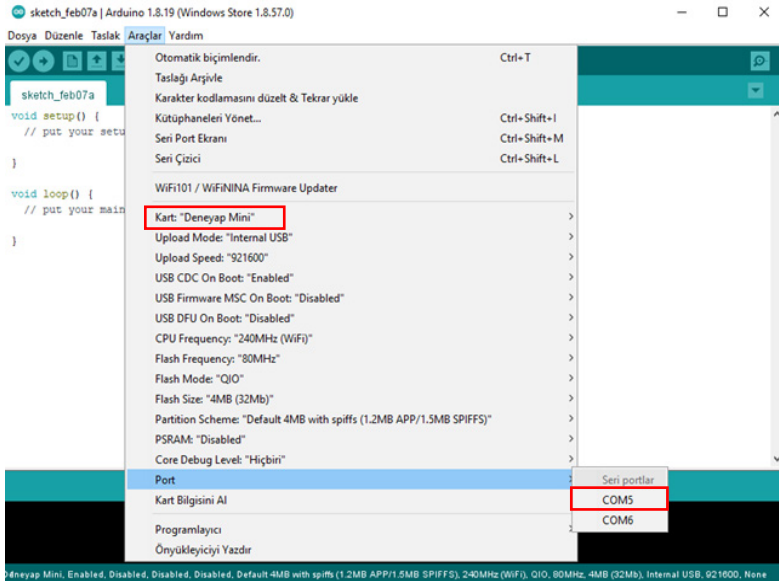 sketch_feb07a | Arduino 1.8.19 (Windows Store 1.8.57.0)
Dosya Düzenle Taslak Araçlar Yardım
sketch_feb07a
void setup() {
// put your setu
}
void loop() {
// put your main
}
Otomatik biçimlendir. Ctrl+T
Taslağı Arşivle
Karakter kodlamasını düzelt & Tekrar yükle
Kütüphaneleri Yönet... Ctrl+Shift+I
Seri Port Ekranı Ctrl+Shift+M
Seri Çizici Ctrl+Shift+L
WiFi101 / WiFiNINA Firmware Updater
Kart: "Deneyap Mini"
Upload Mode: "Internal USB"
Upload Speed: "921600"
USB CDC On Boot: "Enabled"
USB Firmware MSC On Boot: "Disabled"
USB DFU On Boot: "Disabled"
CPU Frequency: "240MHz (WiFi)"
Flash Frequency: "80MHz"
Flash Mode: "QIO"
Flash Size: "4MB (32Mb)"
Partition Scheme: "Default 4MB with spiffs (1.2MB APP/1.5MB SPIFFS)"
PSRAM: "Disabled"
Core Debug Level: "Hiçbiri"
Port
Kart Bilgisini Al
Programlayıcı
Önyükleyiciyi Yazdır
Seri portlar
COM5
COM6
Deneyap Mini, Enabled, Disabled, Disabled, Disabled, Default 4MB with spiffs (1.2MB APP/1.5MB SPIFFS), 240MHz (WiFi), QIO, 80MHz, 4MB (32Mb), Internal USB, 921600, None